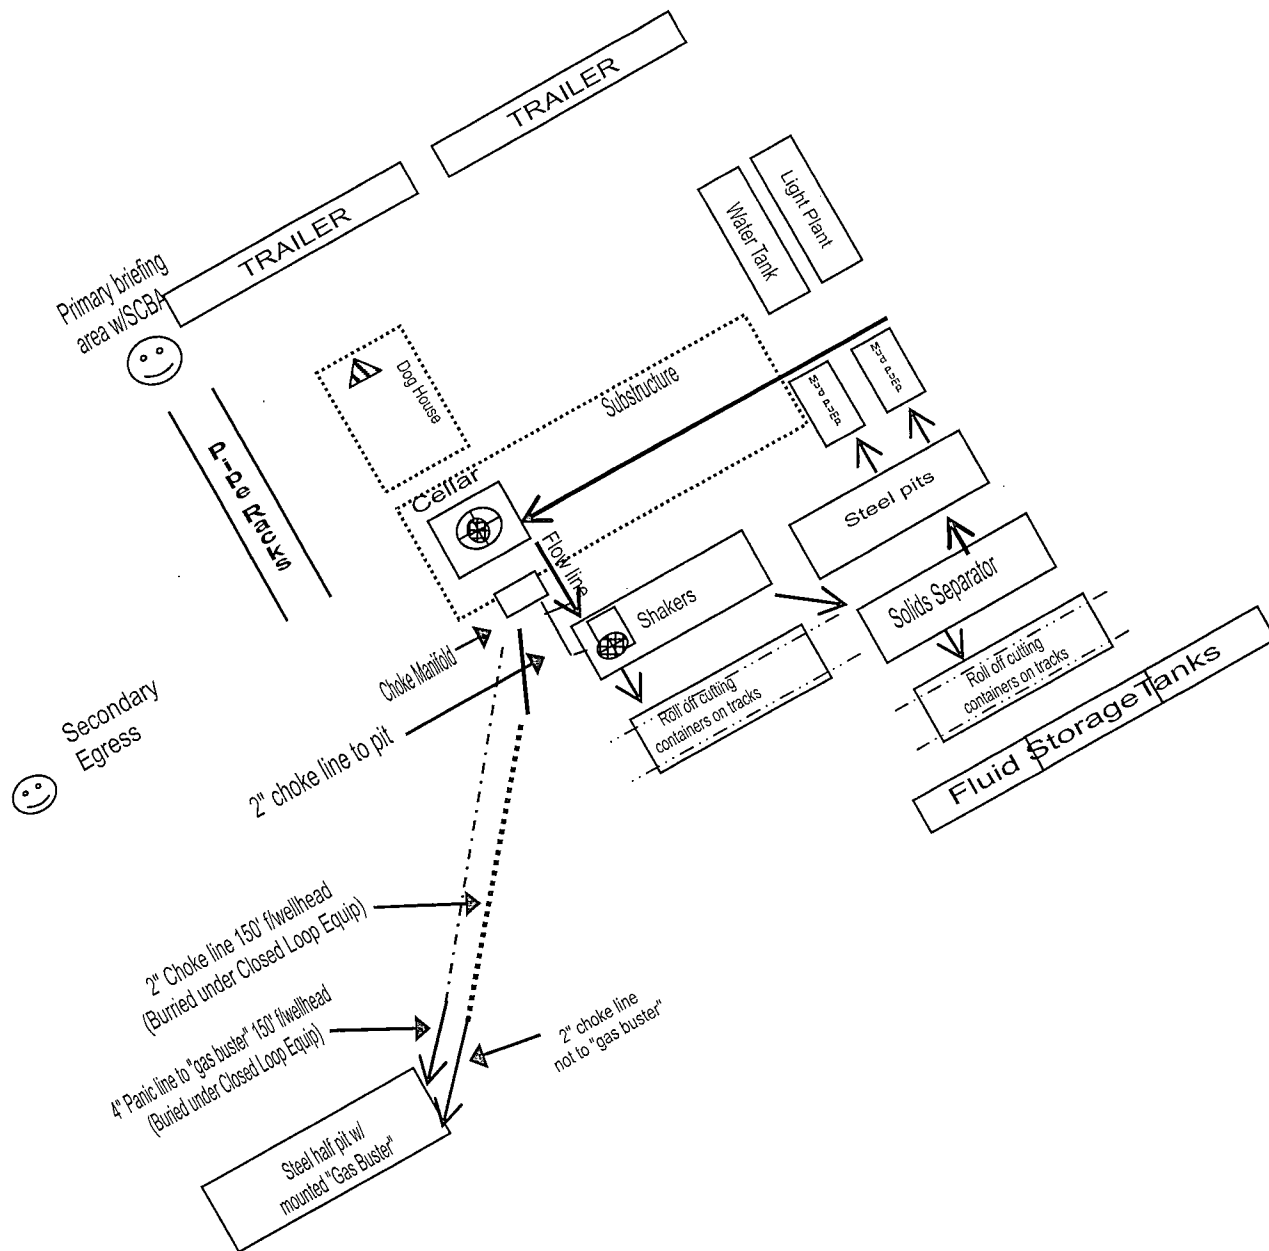 TRAILER
TRAILER
Light Plant
Water Tank
Primary briefing
area w/SCBA
Dog House
Substructure
Pipe Racks
Cellar
Flow line
Steel pits
Solids Separator
Shakers
Choke Manifold
Roll off cutting
containers on tracks
Roll off cutting
containers on tracks
Fluid Storage Tanks
Secondary
Egress
2" choke line to pit
2" Choke line 150' f/wellhead
(Burried under Closed Loop Equip)
4" Panic line to "gas buster" 150' f/wellhead
(Buried under Closed Loop Equip)
2" choke line
not to "gas buster"
Steel half pit w/
mounted "Gas Buster"